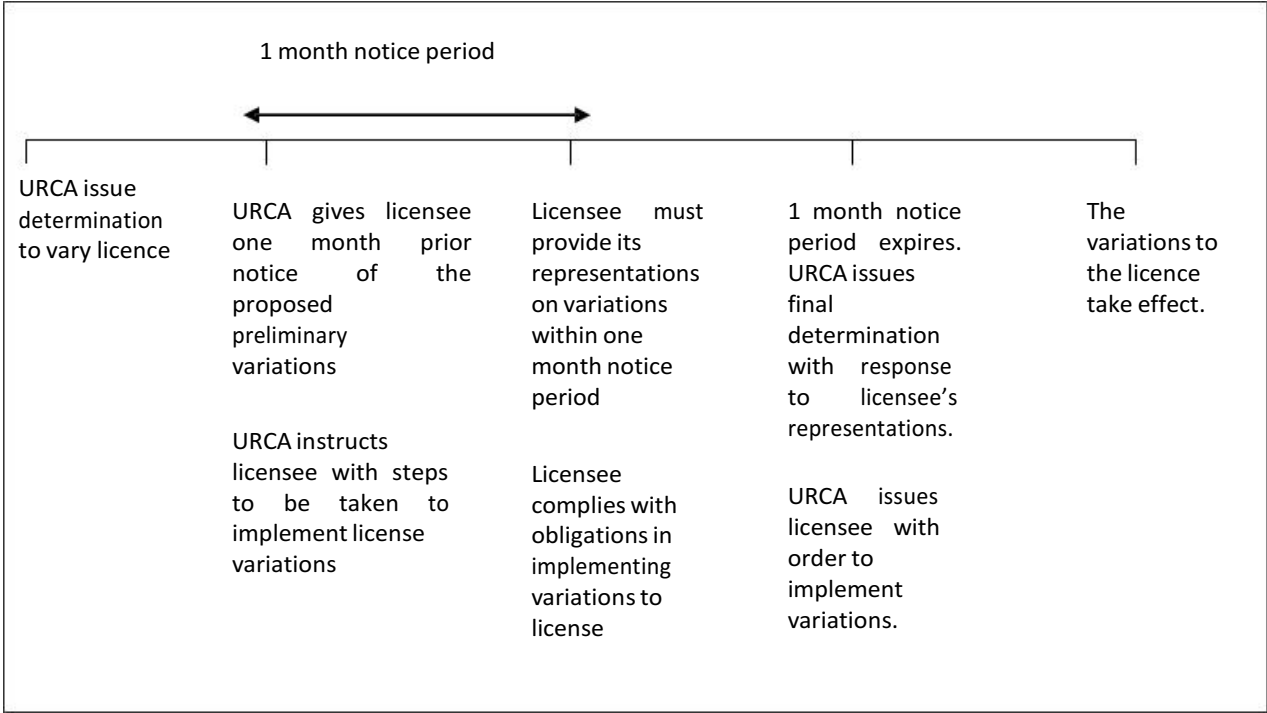 1 month notice period
URCA issue
determination
to vary licence
URCA gives licensee
one month prior
notice of the
proposed
preliminary
variations
URCA instructs
licensee with steps
to be taken to
implement license
variations
Licensee must
provide its
representations
on variations
within one
month notice
period
Licensee
complies with
obligations in
implementing
variations to
license
1 month notice
period expires.
URCA issues
final
determination
with response
to licensee’s
representations.
URCA issues
licensee with
order to
implement
variations.
The
variations to
the licence
take effect.